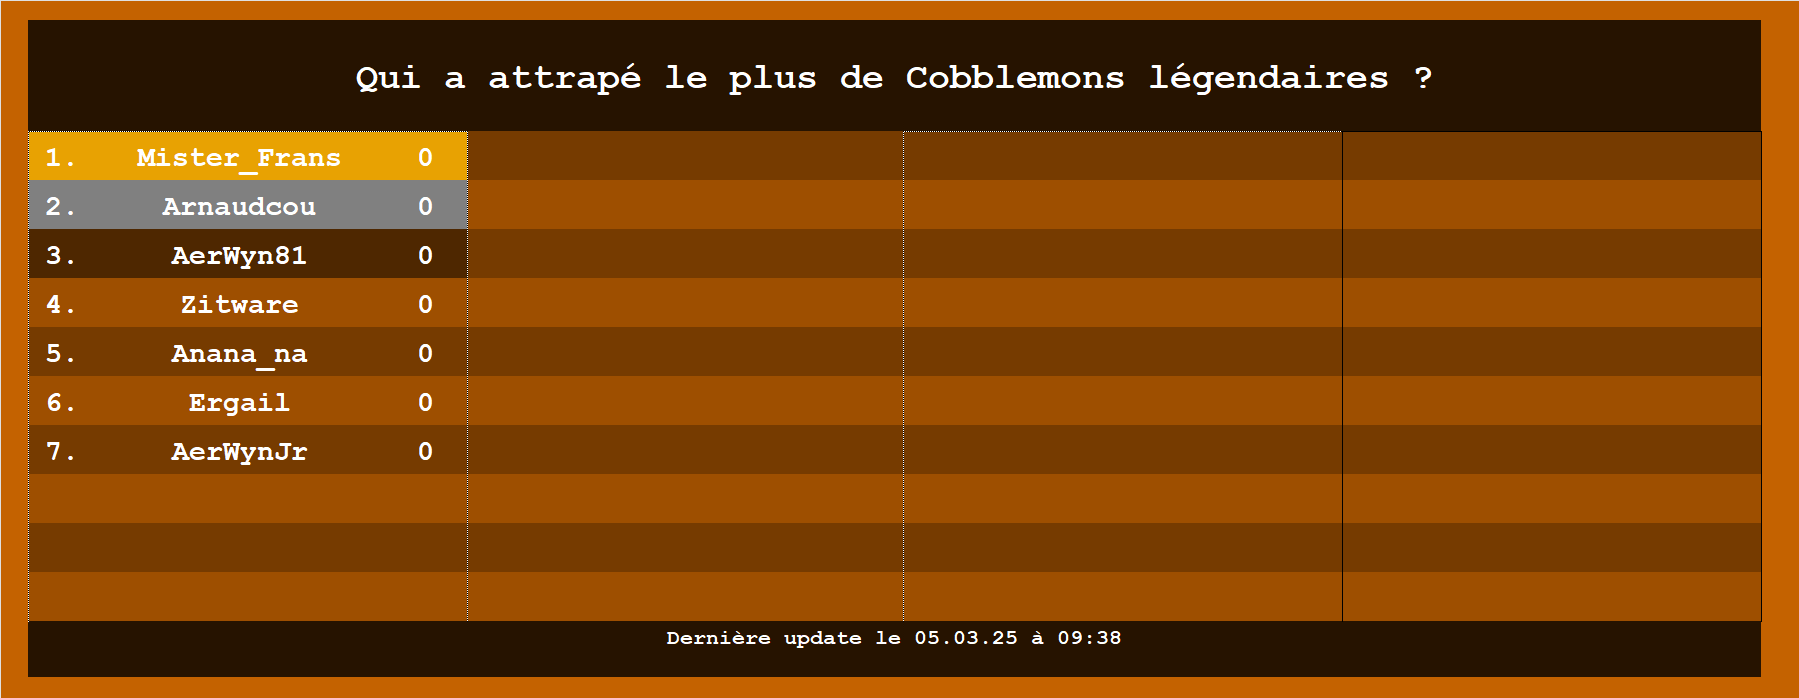 Qui a attrapé le plus de Cobblemons légendaires ?
1. Mister_Frans 0
2. Arnaudcou 0
3. AerWyn81 0
4. Zitware 0
5. Anana_na 0
6. Ergail 0
7. AerWynJr 0
Dernière update le 05.03.25 à 09:38